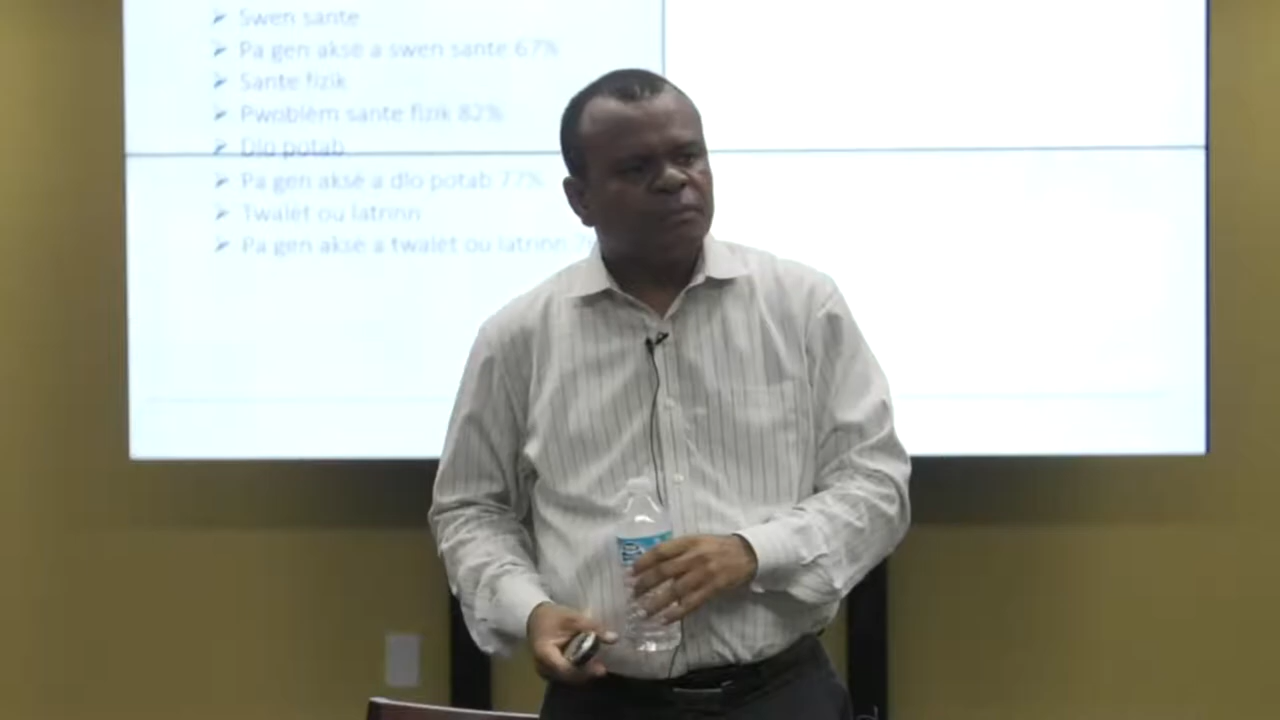 Swen sante
Pa gen aksè a swen sante 67%
Sante fizik
Pwoblèm sante fizik 82%
Dlo potab
Pa gen aksè a dlo potab 77%
Twalèt ou latrinn
Pa gen aksè a twalèt ou latrinn